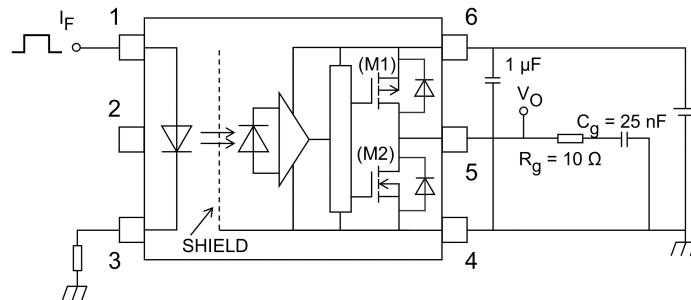 1
6
I_F
(M1)
1 µF
V_O
2
C_g = 25 nF
(M2)
5
R_g = 10 Ω
SHIELD
3
4